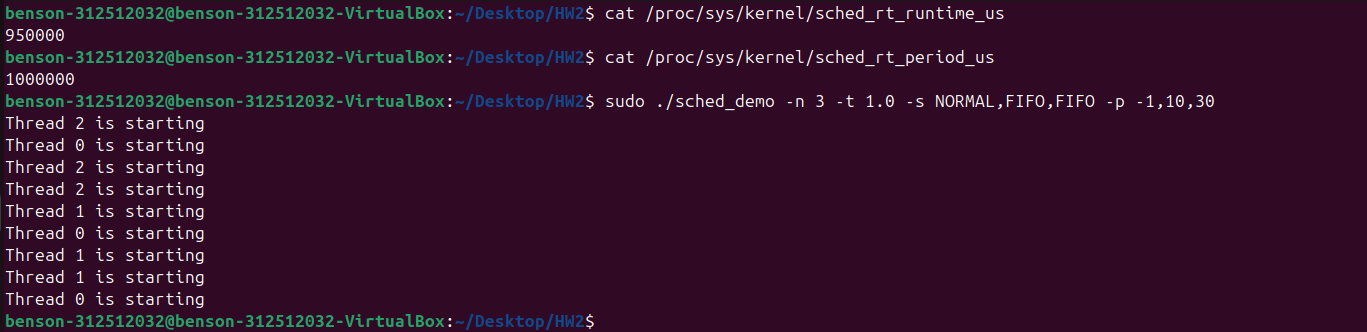 benson-312512032@benson-312512032-VirtualBox:~/Desktop/HW2$ cat /proc/sys/kernel/sched_rt_runtime_us
950000
benson-312512032@benson-312512032-VirtualBox:~/Desktop/HW2$ cat /proc/sys/kernel/sched_rt_period_us
1000000
benson-312512032@benson-312512032-VirtualBox:~/Desktop/HW2$ sudo ./sched_demo -n 3 -t 1.0 -s NORMAL,FIFO,FIFO -p -1,10,30
Thread 2 is starting
Thread 0 is starting
Thread 2 is starting
Thread 2 is starting
Thread 1 is starting
Thread 0 is starting
Thread 1 is starting
Thread 1 is starting
Thread 0 is starting
benson-312512032@benson-312512032-VirtualBox:~/Desktop/HW2$